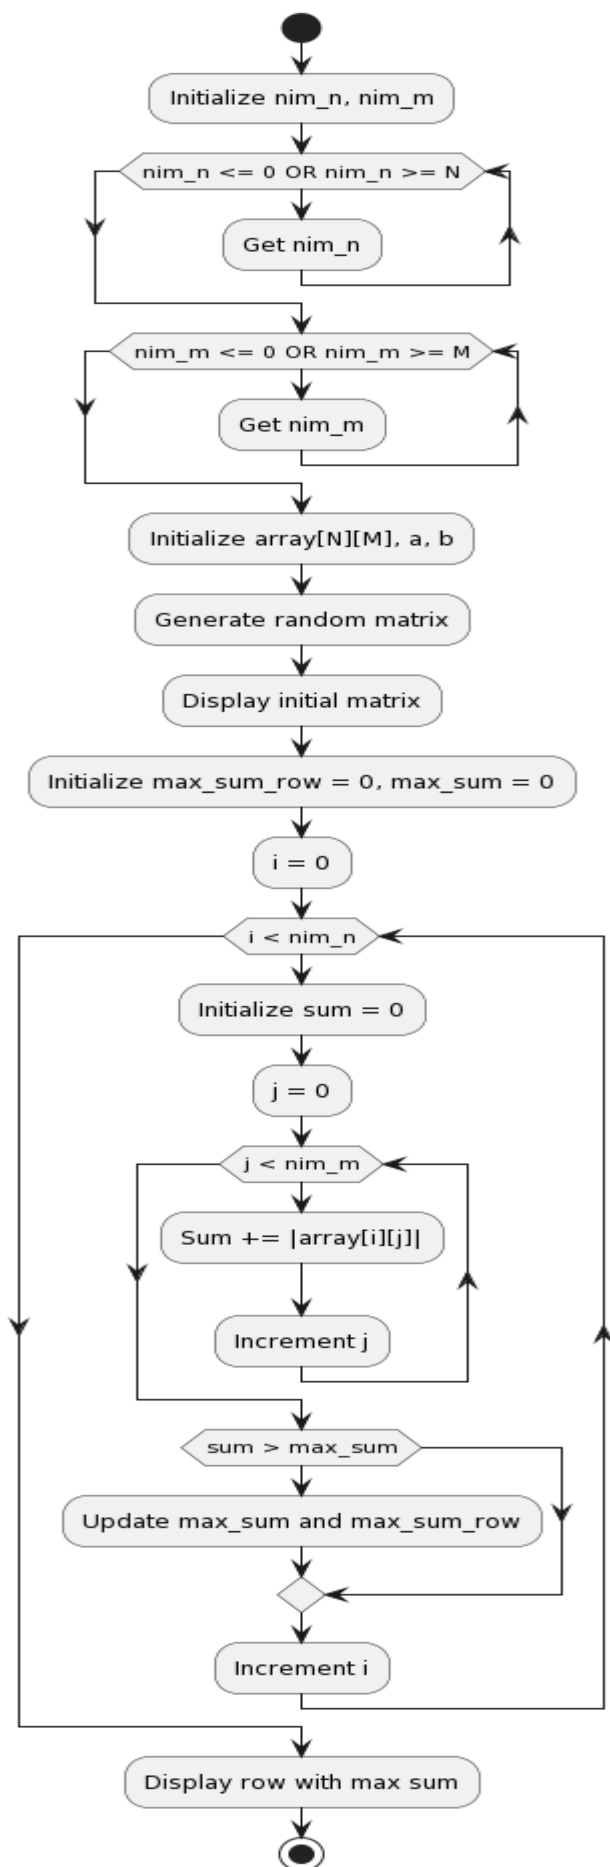 Initialize nim_n, nim_m
nim_n <= 0 OR nim_n >= N
Get nim_n
nim_m <= 0 OR nim_m >= M
Get nim_m
Initialize array[N][M], a, b
Generate random matrix
Display initial matrix
Initialize max_sum_row = 0, max_sum = 0
i = 0
i < nim_n
Initialize sum = 0
j = 0
j < nim_m
Sum += |array[i][j]|
Increment j
sum > max_sum
Update max_sum and max_sum_row
Increment i
Display row with max sum